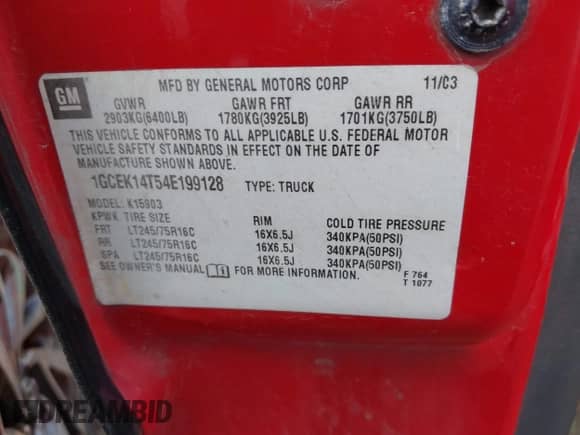 GM
MFD BY GENERAL MOTORS CORP 11/03
GVWR GAWR FRT GAWR RR
2903KG(6400LB) 1780KG(3925LB) 1701KG(3750LB)
THIS VEHICLE CONFORMS TO ALL APPLICABLE U.S. FEDERAL MOTOR
VEHICLE SAFETY STANDARDS IN EFFECT ON THE DATE OF
MANUFACTURE SHOWN ABOVE.
1GCEK14T54E199128 TYPE: TRUCK
MODEL: K15903
KPWK TIRE SIZE RIM COLD TIRE PRESSURE
FRT LT245/75R16C 16X6.5J 340KPA(50PSI)
RR LT245/75R16C 16X6.5J 340KPA(50PSI)
SPA LT245/75R16C 16X6.5J 340KPA(50PSI)
SEE OWNER'S MANUAL FOR MORE INFORMATION.
F 764
T 1077
DREAMBID